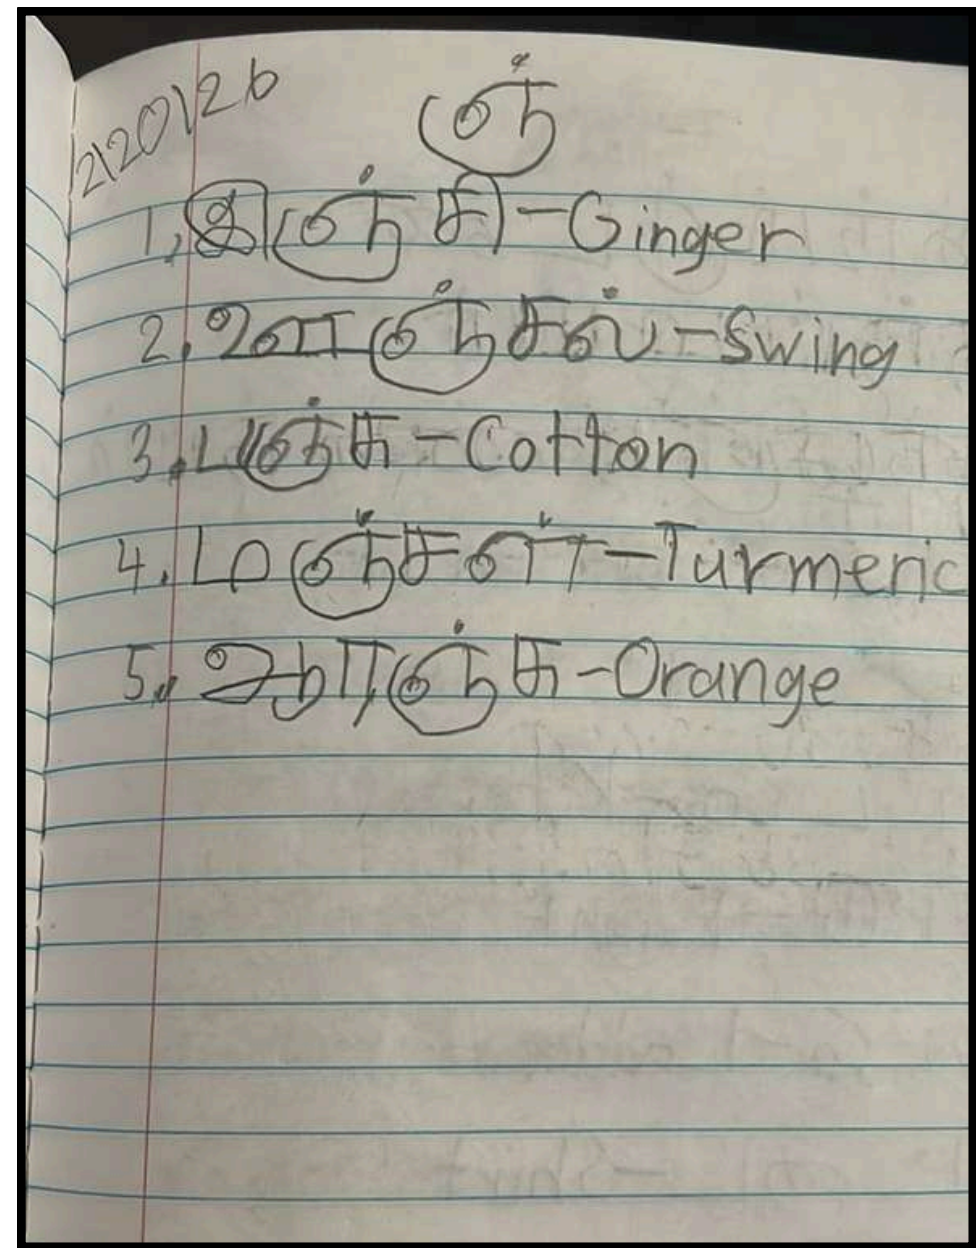 2/20/26
ஞ்
1. இஞ்சி - Ginger
2. ஊஞ்சல் - Swing
3. பஞ்சு - Cotton
4. மஞ்சள் - Turmeric
5. ஆரஞ்சு - Orange